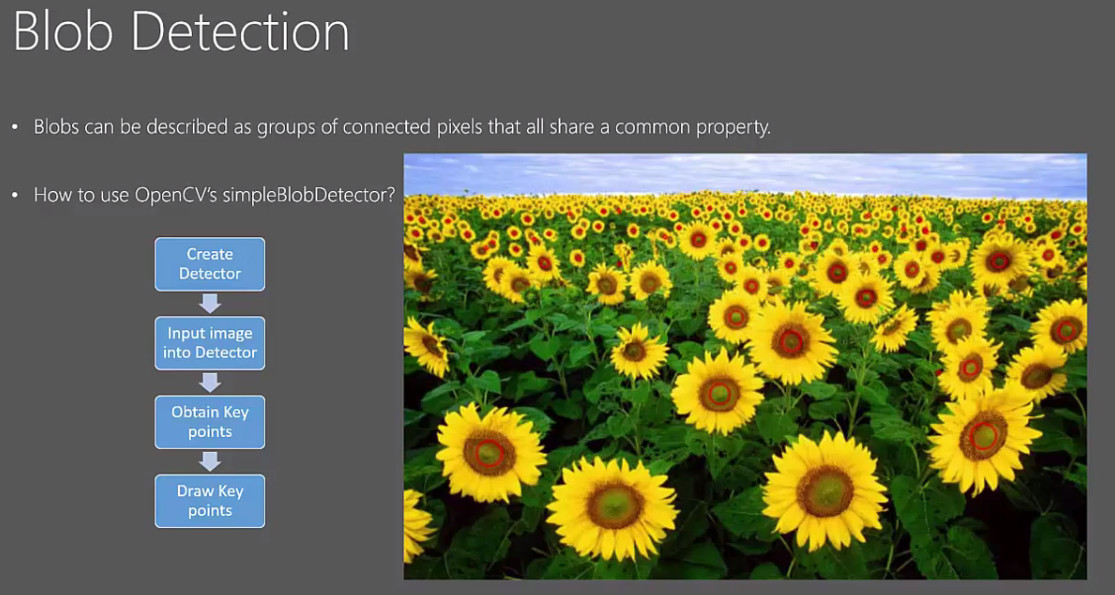 Blob Detection
• Blobs can be described as groups of connected pixels that all share a common property.
• How to use OpenCV's simpleBlobDetector?
Create
Detector
Input image
into Detector
Obtain Key
points
Draw Key
points